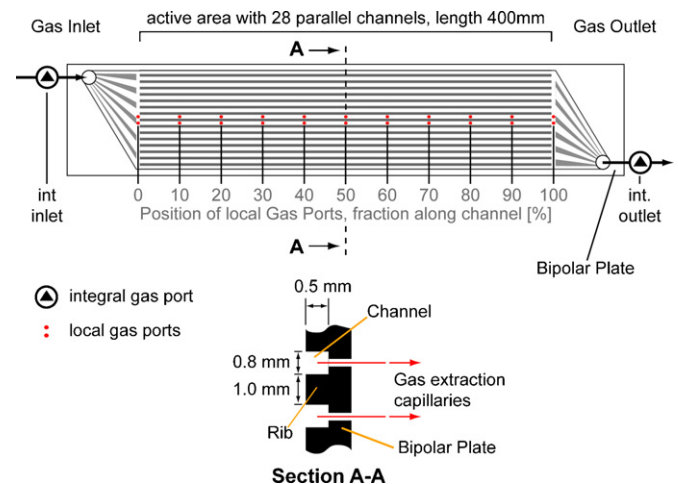 active area with 28 parallel channels, length 400mm
Gas Inlet
Gas Outlet
A
int
inlet
0 10 20 30 40 50 60 70 80 90 100
Position of local Gas Ports, fraction along channel [%]
int.
outlet
A
Bipolar Plate
integral gas port
local gas ports
0.5 mm
Channel
0.8 mm
1.0 mm
Gas extraction
capillaries
Rib
Bipolar Plate
Section A-A